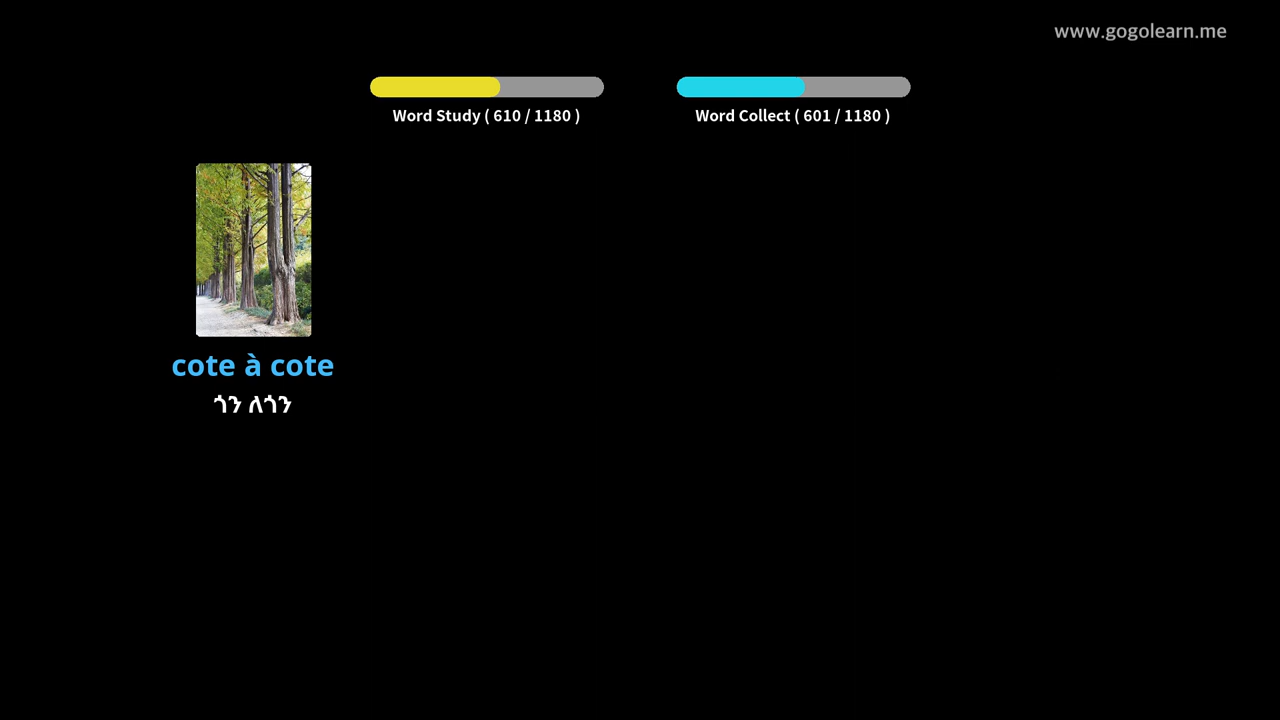 www.gogolearn.me
Word Study ( 610 / 1180 )
Word Collect ( 601 / 1180 )
cote à cote
ጎን ለጎን